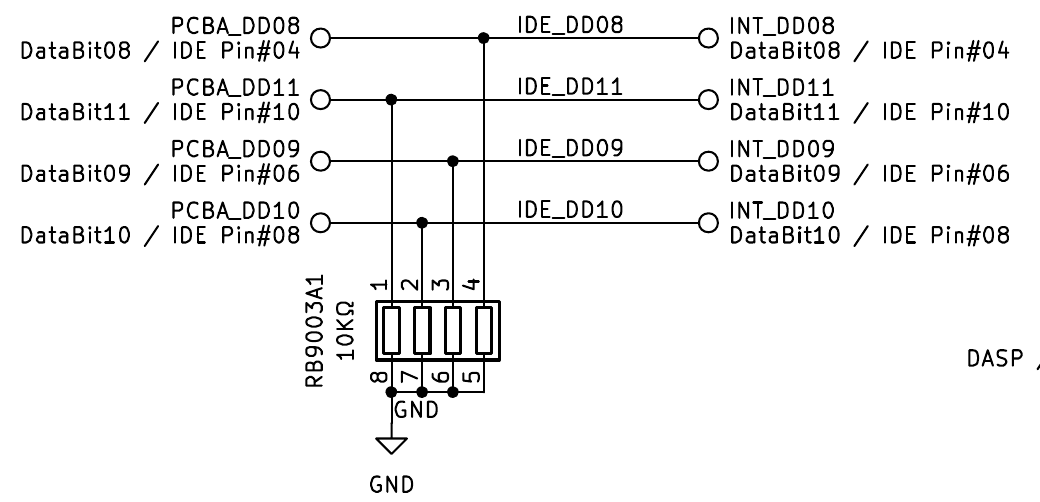 PCBA_DD08
DataBit08 / IDE Pin#04
IDE_DD08
INT_DD08
DataBit08 / IDE Pin#04
PCBA_DD11
DataBit11 / IDE Pin#10
IDE_DD11
INT_DD11
DataBit11 / IDE Pin#10
PCBA_DD09
DataBit09 / IDE Pin#06
IDE_DD09
INT_DD09
DataBit09 / IDE Pin#06
PCBA_DD10
DataBit10 / IDE Pin#08
IDE_DD10
INT_DD10
DataBit10 / IDE Pin#08
RB9003A1
10KΩ
1 2 3 4
8 7 6 5
GND
GND
DASP /